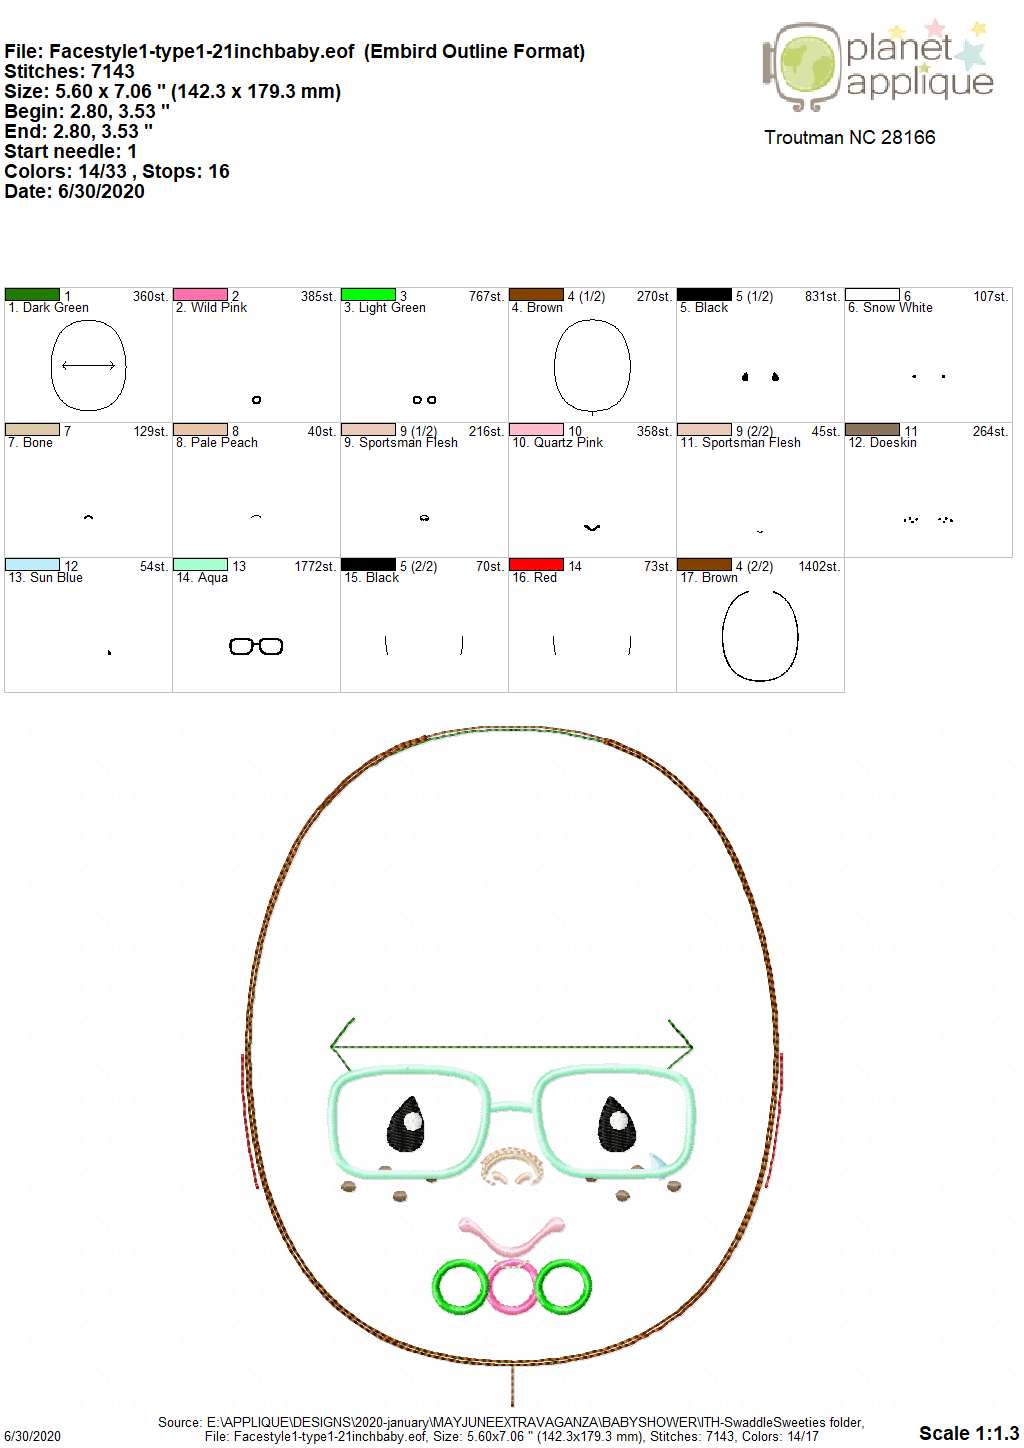 File: Facestyle1-type1-21inchbaby.eof (Embird Outline Format)
Stitches: 7143
Size: 5.60 x 7.06 " (142.3 x 179.3 mm)
Begin: 2.80, 3.53 "
End: 2.80, 3.53 "
Start needle: 1
Colors: 14/33 , Stops: 16
Date: 6/30/2020
planet
applique
Troutman NC 28166
1 360st. 2 385st. 3 767st. 4 (1/2) 270st. 5 (1/2) 831st. 6 107st.
1. Dark Green 2. Wild Pink 3. Light Green 4. Brown 5. Black 6. Snow White
7 129st. 8 40st. 9 (1/2) 216st. 10 358st. 9 (2/2) 45st. 11 264st.
7. Bone 8. Pale Peach 9. Sportsman Flesh 10. Quartz Pink 11. Sportsman Flesh 12. Doeskin
12 54st. 13 1772st. 5 (2/2) 70st. 14 73st. 4 (2/2) 1402st.
13. Sun Blue 14. Aqua 15. Black 16. Red 17. Brown
Source: E:\APPLIQUE\DESIGNS\2020-january\MAYJUNEEXTRAVAGANZA\BABYSHOWER\ITH-SwaddleSweeties folder,
6/30/2020 File: Facestyle1-type1-21inchbaby.eof, Size: 5.60x7.06 " (142.3x179.3 mm), Stitches: 7143, Colors: 14/17 Scale 1:1.3